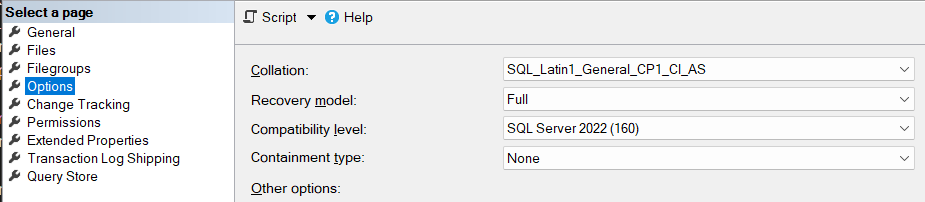 Select a page
General
Files
Filegroups
Options
Change Tracking
Permissions
Extended Properties
Transaction Log Shipping
Query Store
Script Help
Collation: SQL_Latin1_General_CP1_CI_AS
Recovery model: Full
Compatibility level: SQL Server 2022 (160)
Containment type: None
Other options: